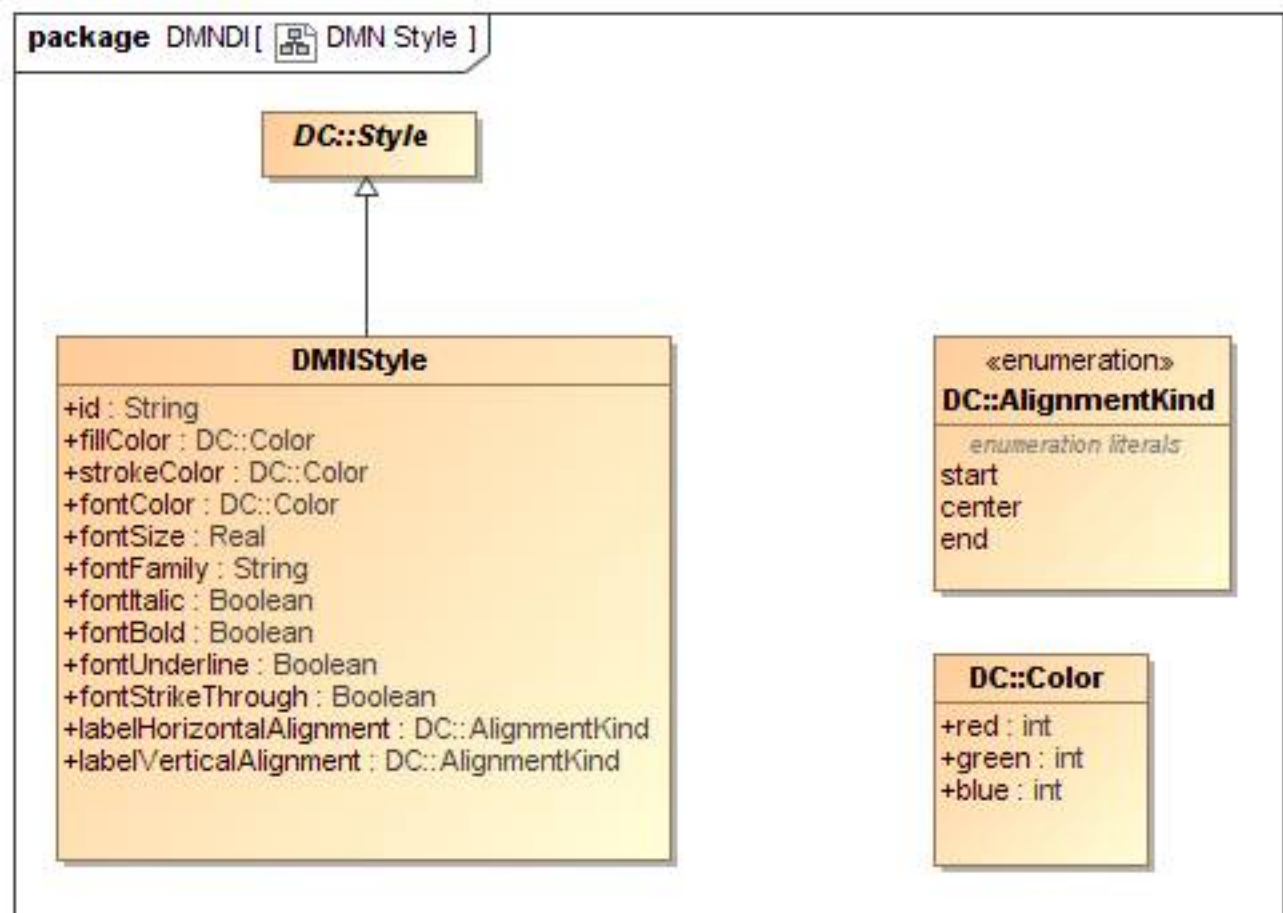 package DMNDI[ DMN Style ]
DC::Style
DMNStyle
+id : String
+fillColor : DC::Color
+strokeColor : DC::Color
+fontColor : DC::Color
+fontSize : Real
+fontFamily : String
+fontItalic : Boolean
+fontBold : Boolean
+fontUnderline : Boolean
+fontStrikeThrough : Boolean
+labelHorizontalAlignment : DC::AlignmentKind
+labelVerticalAlignment : DC::AlignmentKind
«enumeration»
DC::AlignmentKind
enumeration literals
start
center
end
DC::Color
+red : int
+green : int
+blue : int